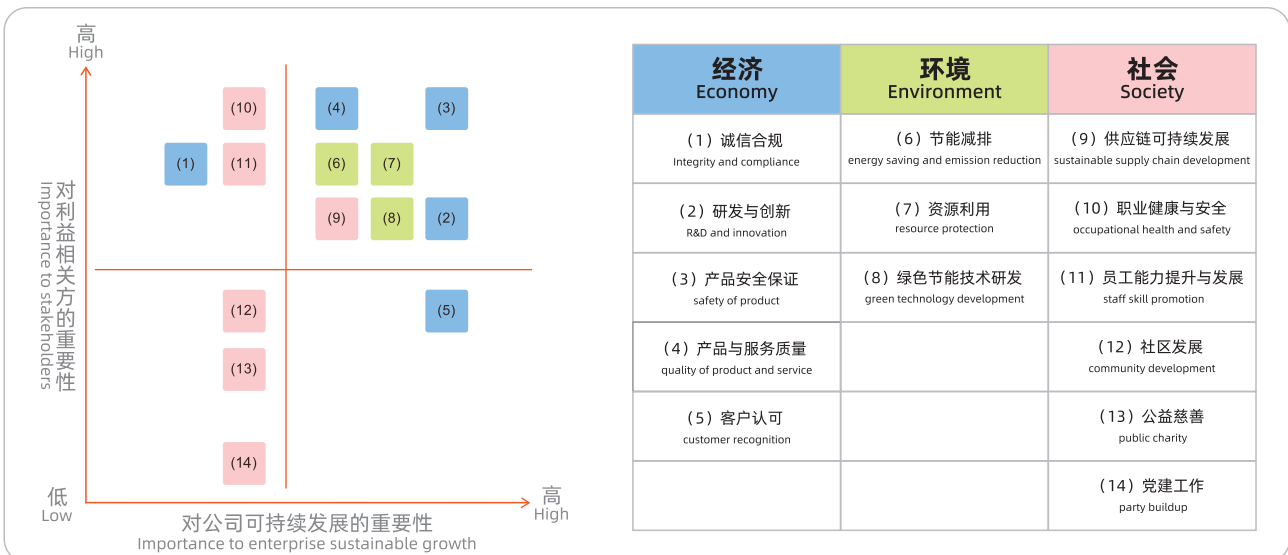 高
High
(10)
(4)
(3)
(1)
(11)
(6)
(7)
(9)
(8)
(2)
(12)
(5)
(13)
(14)
对利益相关方的重要性
Importance to stakeholders
低
Low
高
High
对公司可持续发展的重要性
Importance to enterprise sustainable growth
经济
Economy
环境
Environment
社会
Society
（1）诚信合规
Integrity and compliance
（6）节能减排
energy saving and emission reduction
（9）供应链可持续发展
sustainable supply chain development
（2）研发与创新
R&D and innovation
（7）资源利用
resource protection
（10）职业健康与安全
occupational health and safety
（3）产品安全保证
safety of product
（8）绿色节能技术研发
green technology development
（11）员工能力提升与发展
staff skill promotion
（4）产品与服务质量
quality of product and service
（12）社区发展
community development
（5）客户认可
customer recognition
（13）公益慈善
public charity
（14）党建工作
party buildup